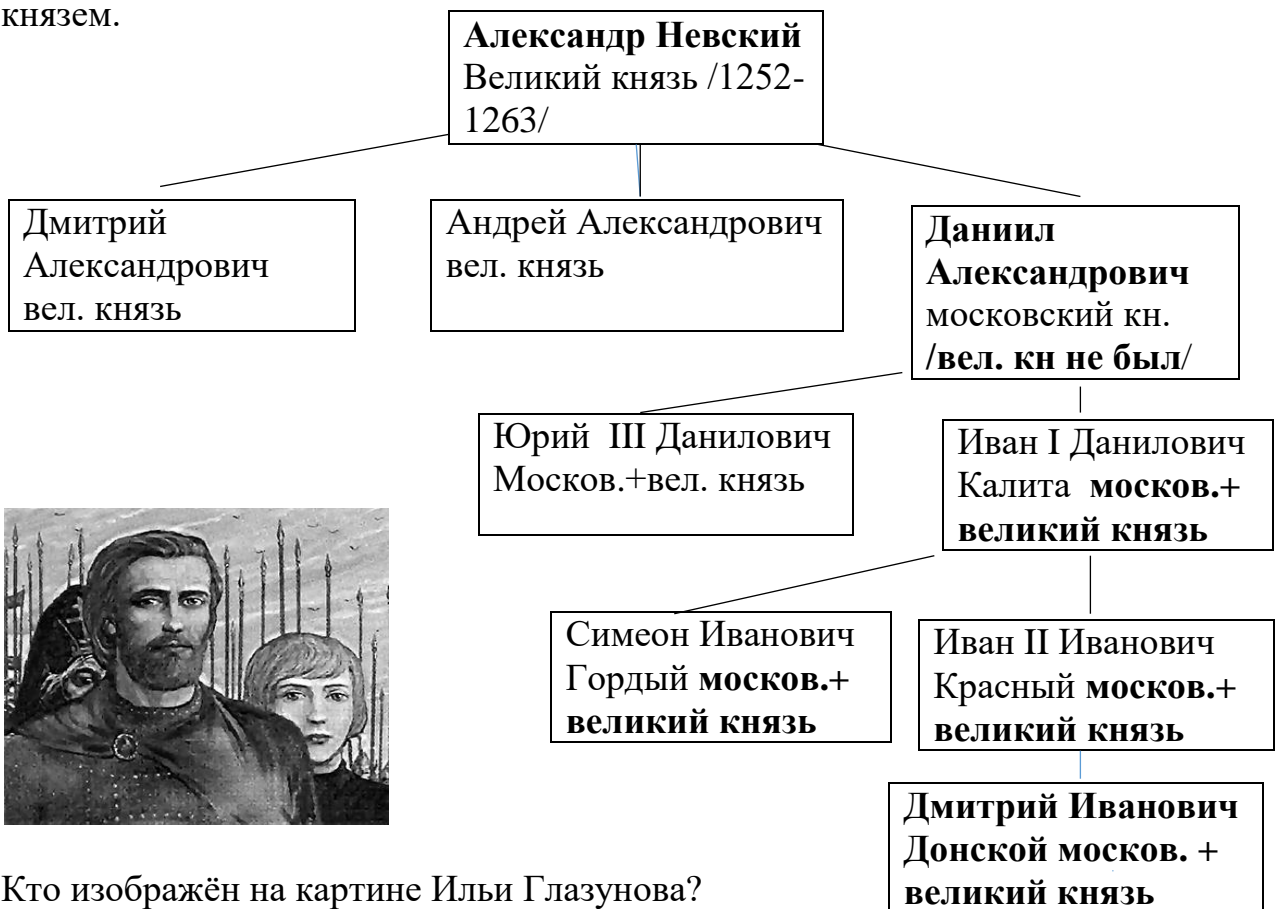 князем.
Александр Невский
Великий князь /1252-
1263/
Дмитрий
Александрович
вел. князь
Андрей Александрович
вел. князь
Даниил
Александрович
московский кн.
/вел. кн не был/
Юрий III Данилович
Москов.+вел. князь
Иван I Данилович
Калита москов.+
великий князь
Симеон Иванович
Гордый москов.+
великий князь
Иван II Иванович
Красный москов.+
великий князь
Дмитрий Иванович
Донской москов. +
великий князь
Кто изображён на картине Ильи Глазунова?